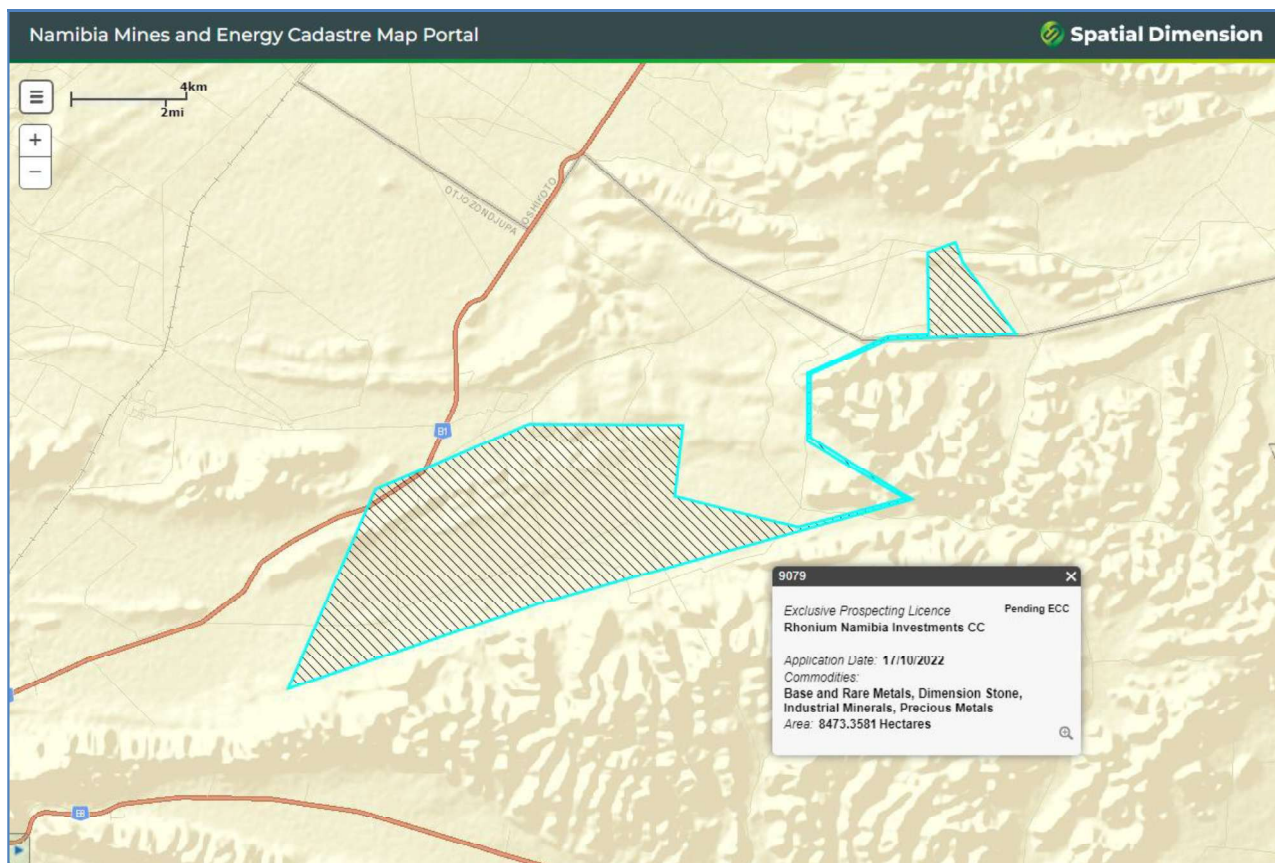 Namibia Mines and Energy Cadastre Map Portal
Spatial Dimension
4km
2mi
+
−
OTJOZONDJUPA
OSHIYOTO
B1
9079
Exclusive Prospecting Licence
Pending ECC
Rhonium Namibia Investments CC
Application Date: 17/10/2022
Commodities:
Base and Rare Metals, Dimension Stone,
Industrial Minerals, Precious Metals
Area: 8473.3581 Hectares